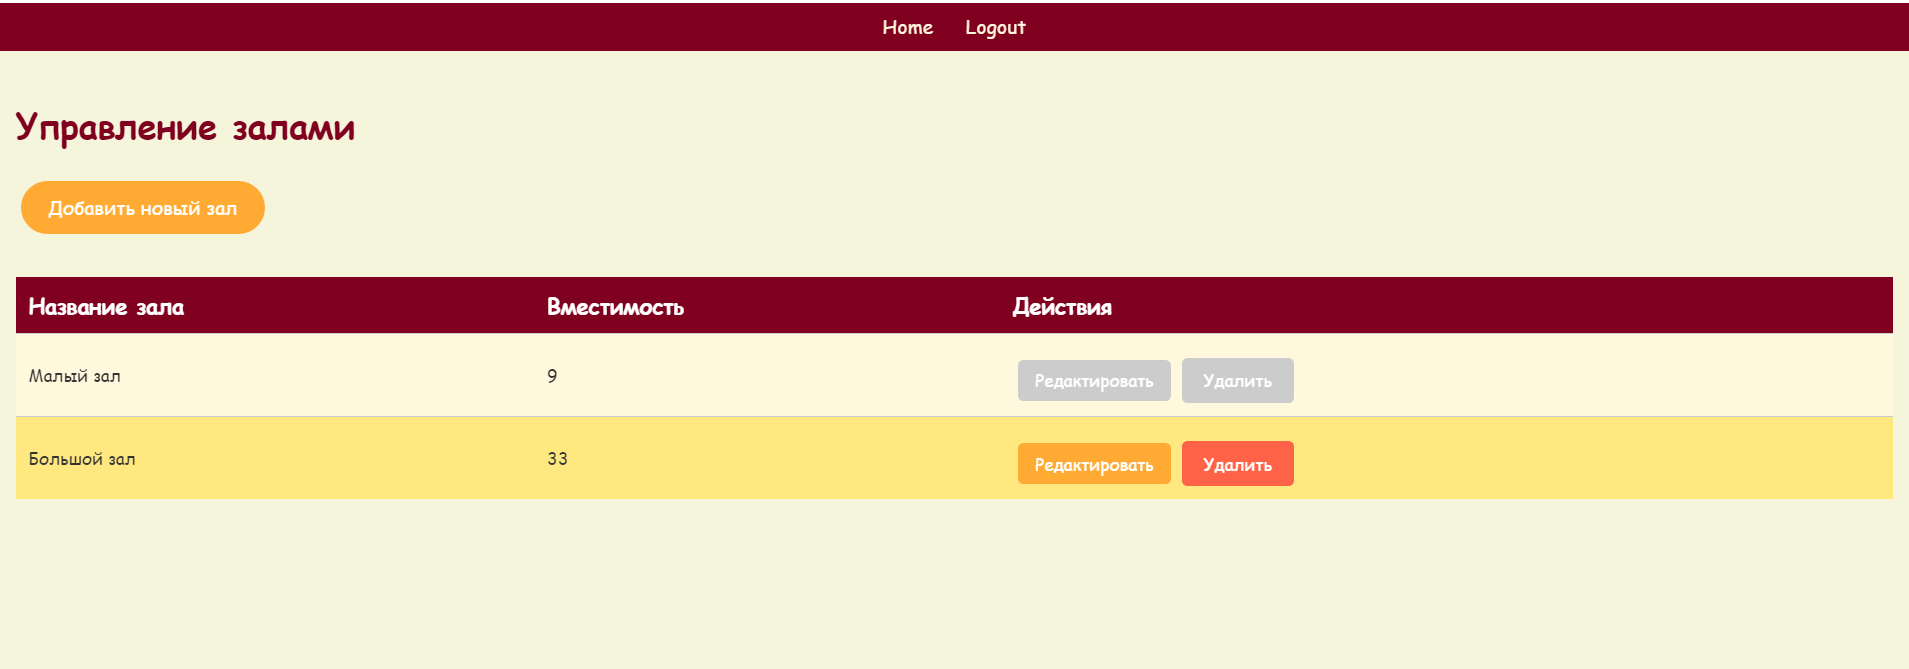 Home Logout
Управление залами
Добавить новый зал
Название зала Вместимость Действия
Малый зал 9 Редактировать Удалить
Большой зал 33 Редактировать Удалить